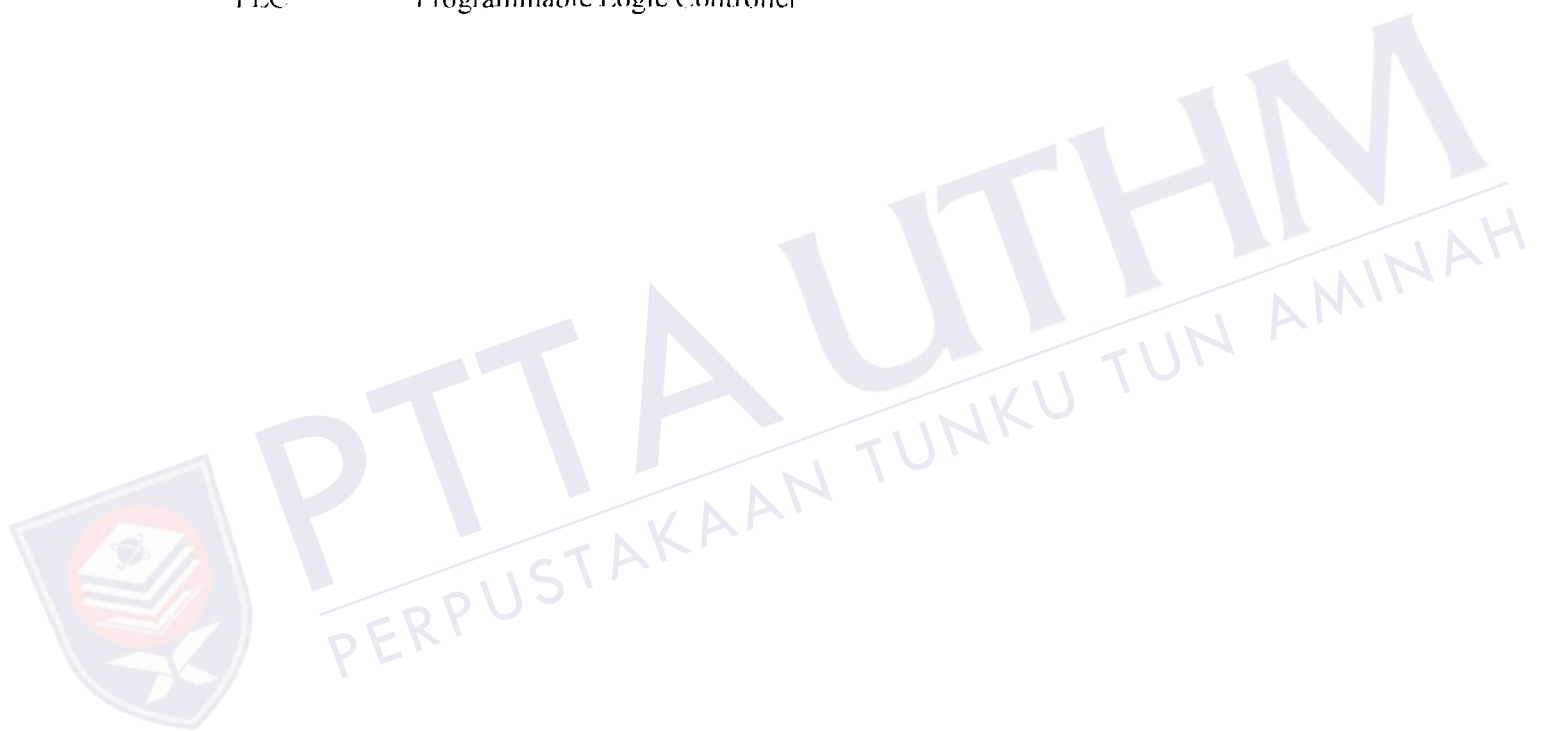 PLC Programmable Logic Controller
PTTA UTHM
PERPUSTAKAAN TUNKU TUN AMINAH